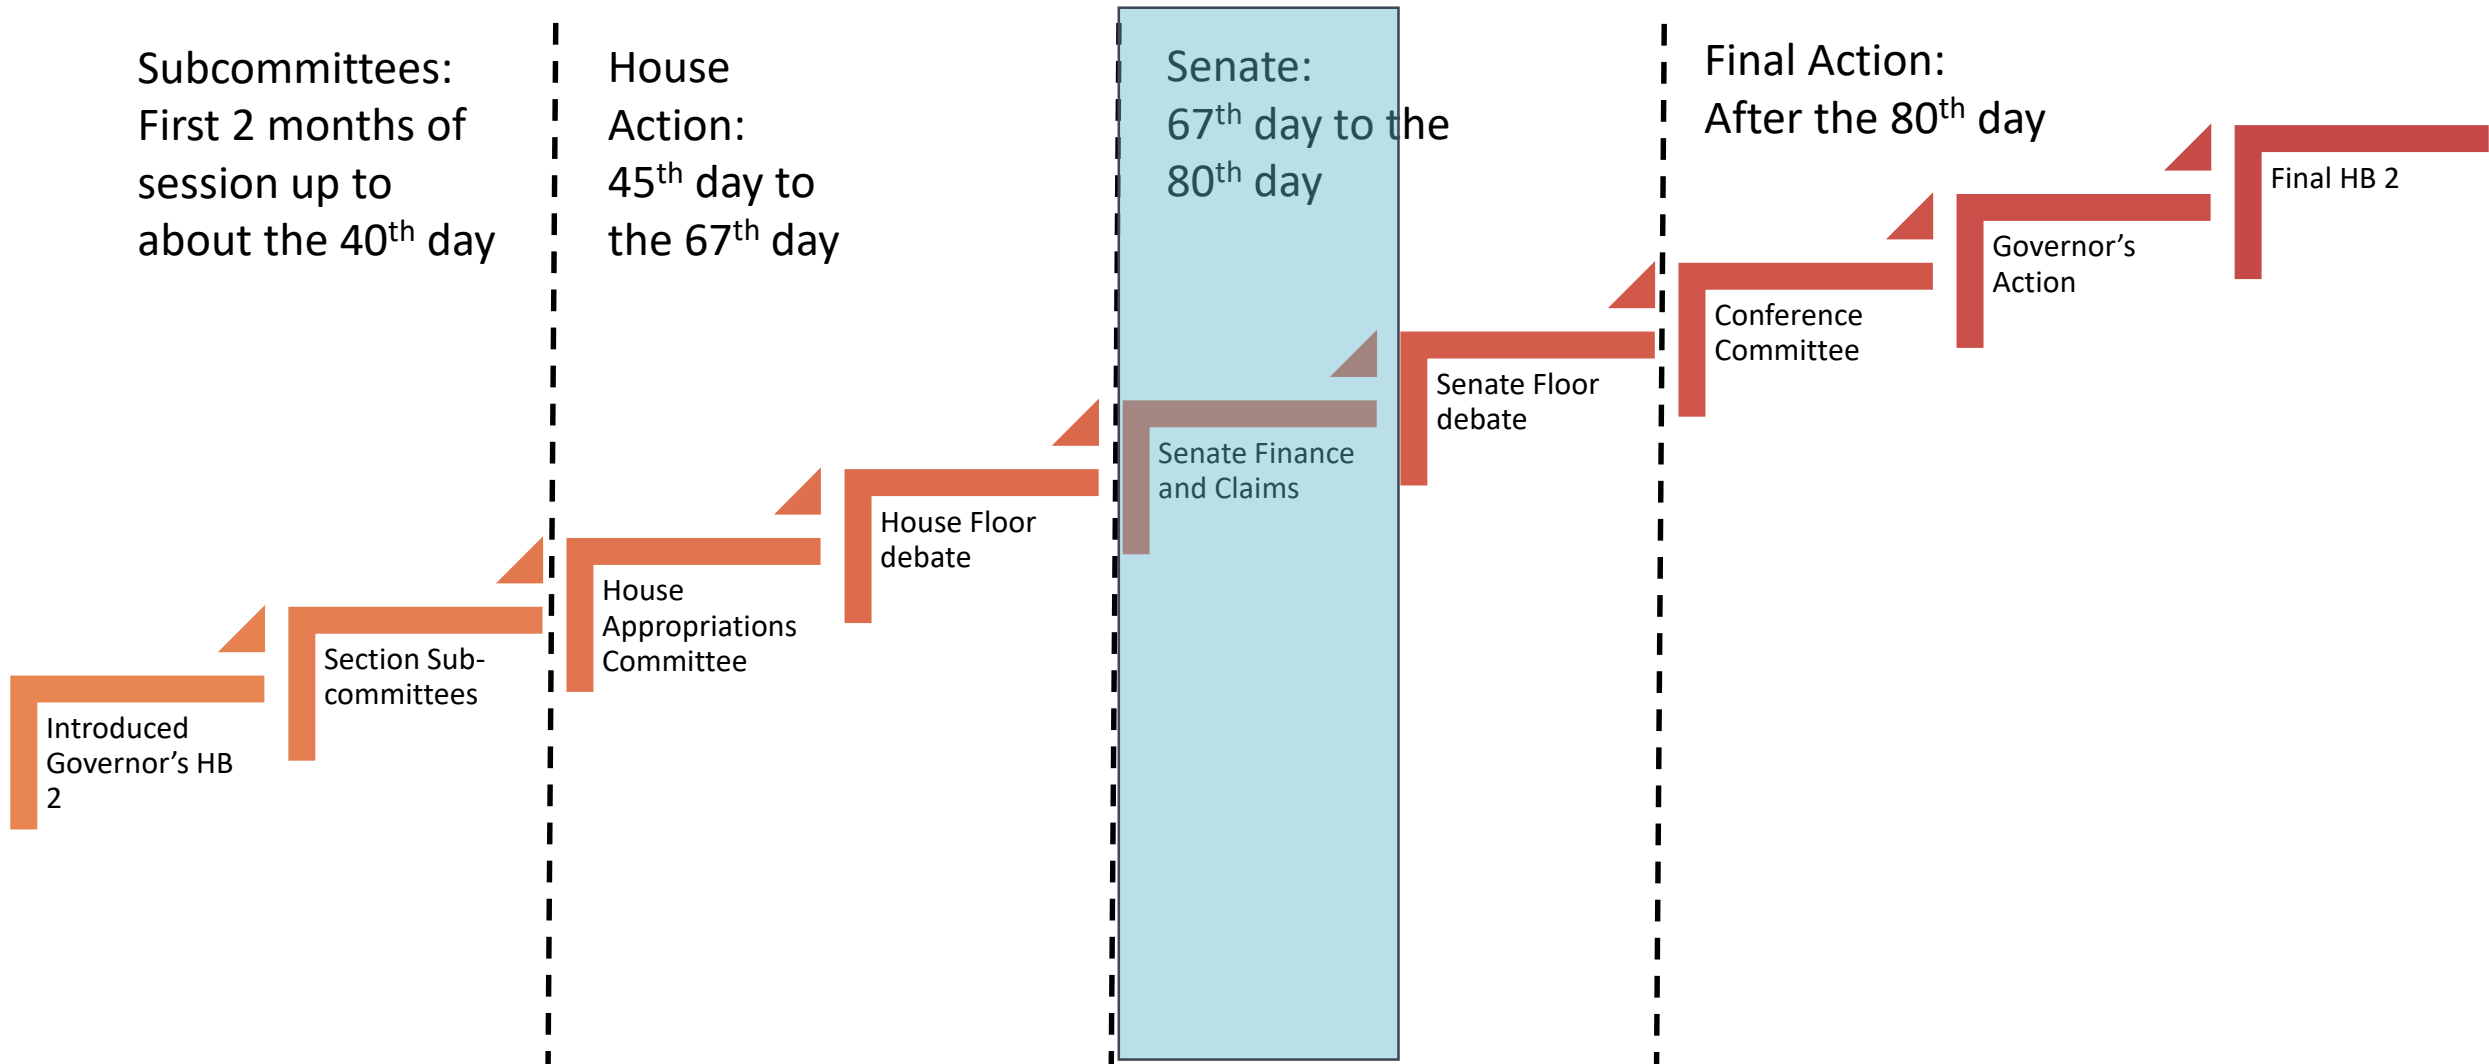 Subcommittees:
First 2 months of
session up to
about the 40th day
House
Action:
45th day to
the 67th day
Senate:
67th day to the
80th day
Final Action:
After the 80th day
Introduced
Governor’s HB
2
Section Sub-
committees
House
Appropriations
Committee
House Floor
debate
Senate Finance
and Claims
Senate Floor
debate
Conference
Committee
Governor’s
Action
Final HB 2